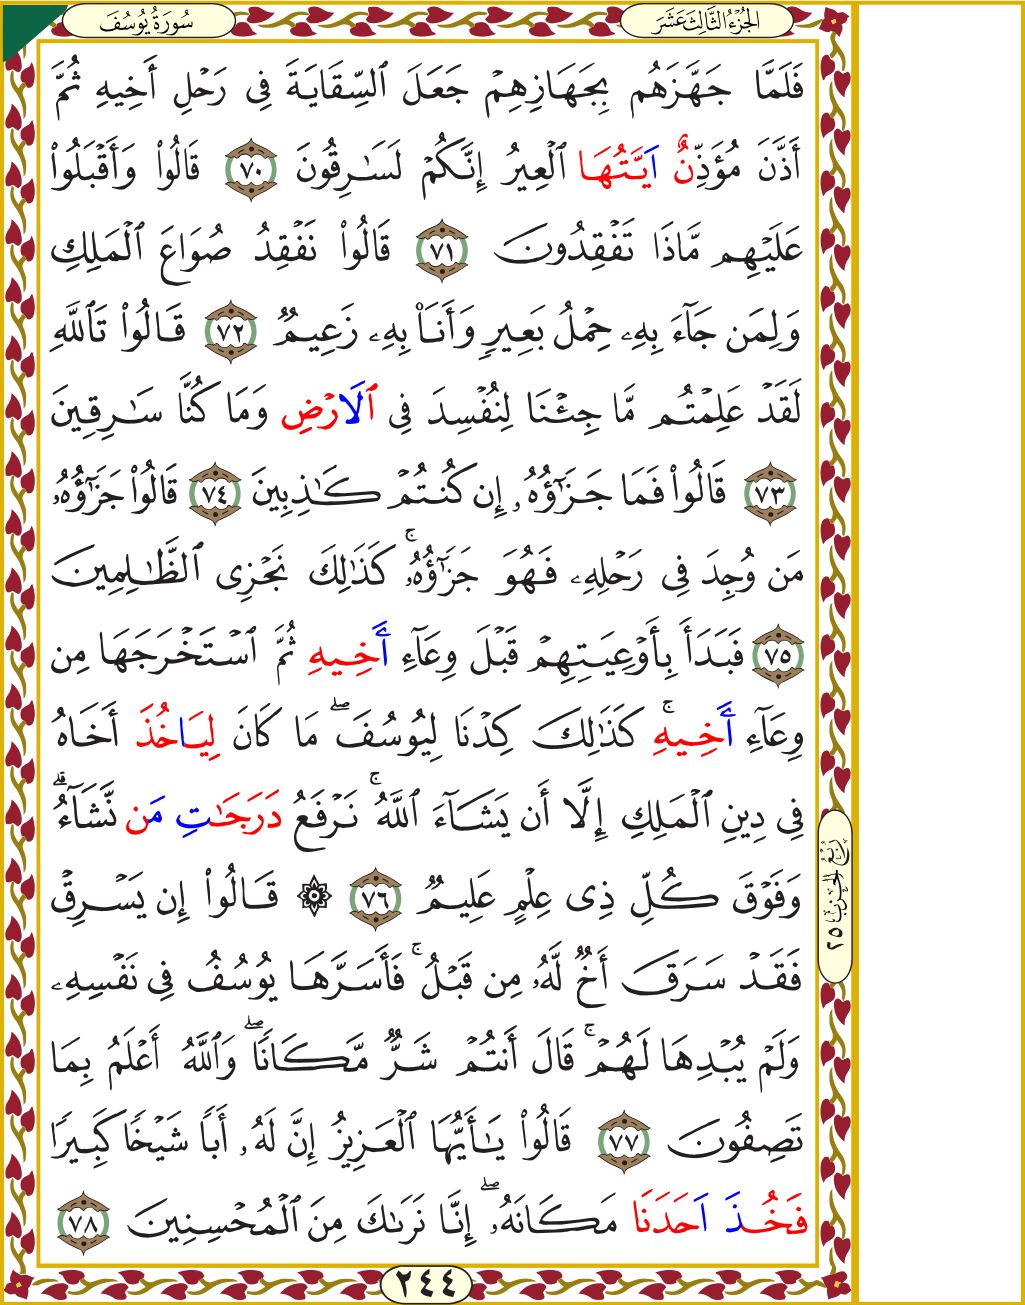 سُورَةُ يُوسُفَ
الجُزْءُ الثَّالِثَ عَشَرَ
فَلَمَّا جَهَّزَهُم بِجَهَازِهِمْ جَعَلَ ٱلسِّقَايَةَ فِى رَحْلِ أَخِيهِ ثُمَّ
أَذَّنَ مُؤَذِّنٌ اَيَّتُهَا ٱلْعِيرُ إِنَّكُمْ لَسَـٰرِقُونَ ٧٠ قَالُوا۟ وَأَقْبَلُوا۟
عَلَيْهِم مَّاذَا تَفْقِدُونَ ٧١ قَالُوا۟ نَفْقِدُ صُوَاعَ ٱلْمَلِكِ
وَلِمَن جَآءَ بِهِۦ حِمْلُ بَعِيرٍ وَأَنَا۠ بِهِۦ زَعِيمٌ ٧٢ قَالُوا۟ تَٱللَّهِ
لَقَدْ عَلِمْتُم مَّا جِئْنَا لِنُفْسِدَ فِى ٱلَارْضِ وَمَا كُنَّا سَـٰرِقِينَ
٧٣ قَالُوا۟ فَمَا جَزَٰٓؤُهُۥٓ إِن كُنتُمْ كَـٰذِبِينَ ٧٤ قَالُوا۟ جَزَٰٓؤُهُۥ
مَن وُجِدَ فِى رَحْلِهِۦ فَهُوَ جَزَٰٓؤُهُۥ ۚ كَذَٰلِكَ نَجْزِى ٱلظَّـٰلِمِينَ
٧٥ فَبَدَأَ بِأَوْعِيَتِهِمْ قَبْلَ وِعَآءِ أَخِيهِ ثُمَّ ٱسْتَخْرَجَهَا مِن
وِعَآءِ أَخِيهِ ۚ كَذَٰلِكَ كِدْنَا لِيُوسُفَ ۖ مَا كَانَ لِيَاخُذَ أَخَاهُ
فِى دِينِ ٱلْمَلِكِ إِلَّآ أَن يَشَآءَ ٱللَّهُ ۚ نَرْفَعُ دَرَجَـٰتِ مَن نَّشَآءُ ۗ
وَفَوْقَ كُلِّ ذِى عِلْمٍ عَلِيمٌ ٧٦ ۞ قَالُوٓا۟ إِن يَسْرِقْ
فَقَدْ سَرَقَ أَخٌ لَّهُۥ مِن قَبْلُ ۚ فَأَسَرَّهَا يُوسُفُ فِى نَفْسِهِۦ
وَلَمْ يُبْدِهَا لَهُمْ ۚ قَالَ أَنتُمْ شَرٌّ مَّكَانًا ۖ وَٱللَّهُ أَعْلَمُ بِمَا
تَصِفُونَ ٧٧ قَالُوا۟ يَـٰٓأَيُّهَا ٱلْعَزِيزُ إِنَّ لَهُۥٓ أَبًا شَيْخًا كَبِيرًا
فَخُذَ اَحَدَنَا مَكَانَهُۥٓ ۖ إِنَّا نَرَىٰكَ مِنَ ٱلْمُحْسِنِينَ ٧٨
رُبْعُ الحِزْب ٢٥
٢٤٤